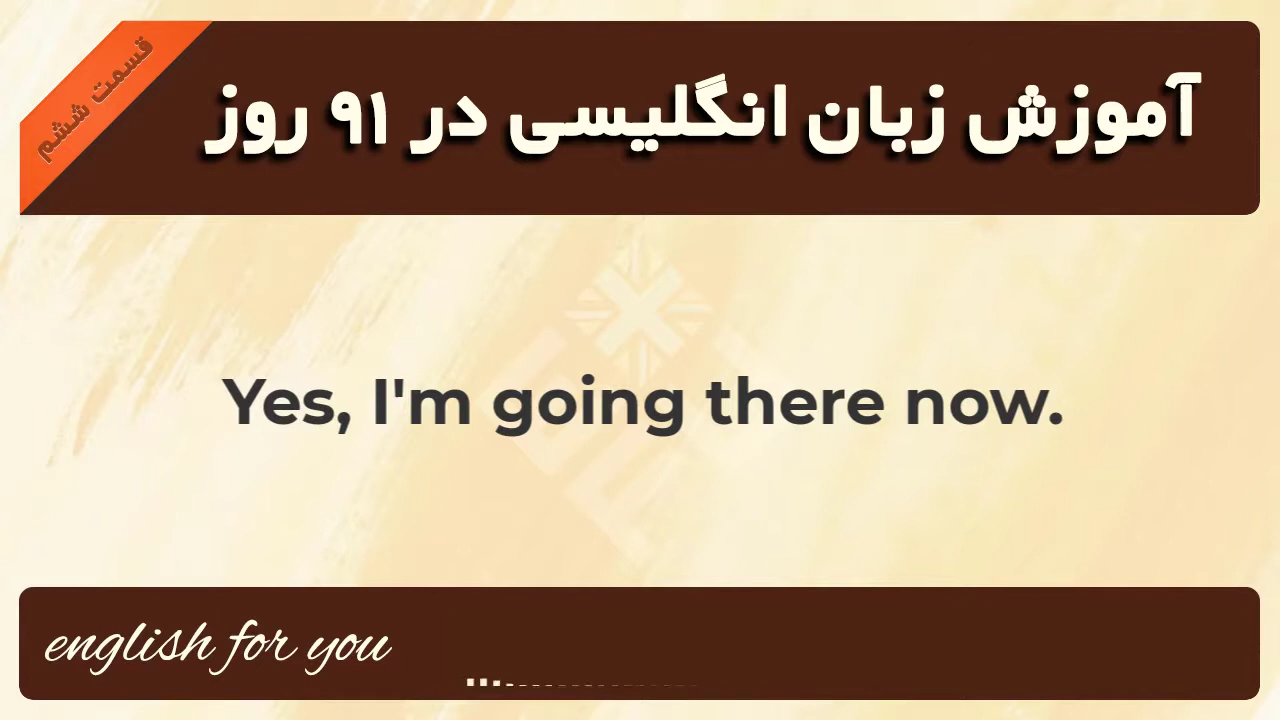 قسمت ششم
آموزش زبان انگلیسی در ۹۱ روز
Yes, I'm going there now.
english for you